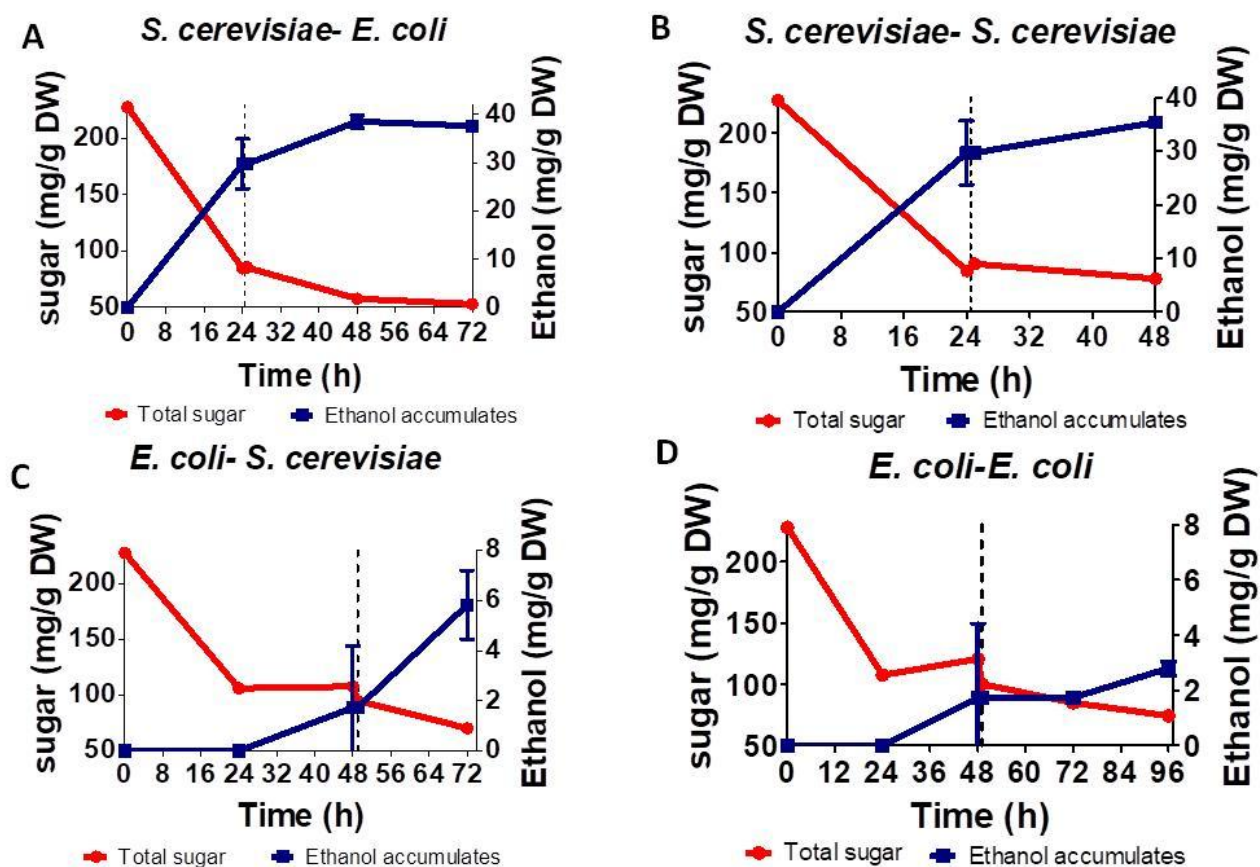 A
S. cerevisiae- E. coli
sugar (mg/g DW)
200
150
100
50
0 8 16 24 32 40 48 56 64 72
Time (h)
40
30
20
10
0
Ethanol (mg/g DW)
Total sugar Ethanol accumulates
B
S. cerevisiae- S. cerevisiae
sugar (mg/g DW)
200
150
100
50
0 8 16 24 32 40 48
Time (h)
40
30
20
10
0
Ethanol (mg/g DW)
Total sugar Ethanol accumulates
C
E. coli- S. cerevisiae
sugar (mg/g DW)
200
150
100
50
0 8 16 24 32 40 48 56 64 72
Time (h)
8
6
4
2
0
Ethanol (mg/g DW)
Total sugar Ethanol accumulates
D
E. coli-E. coli
sugar (mg/g DW)
200
150
100
50
0 12 24 36 48 60 72 84 96
Time (h)
8
6
4
2
0
Ethanol (mg/g DW)
Total sugar Ethanol accumulates